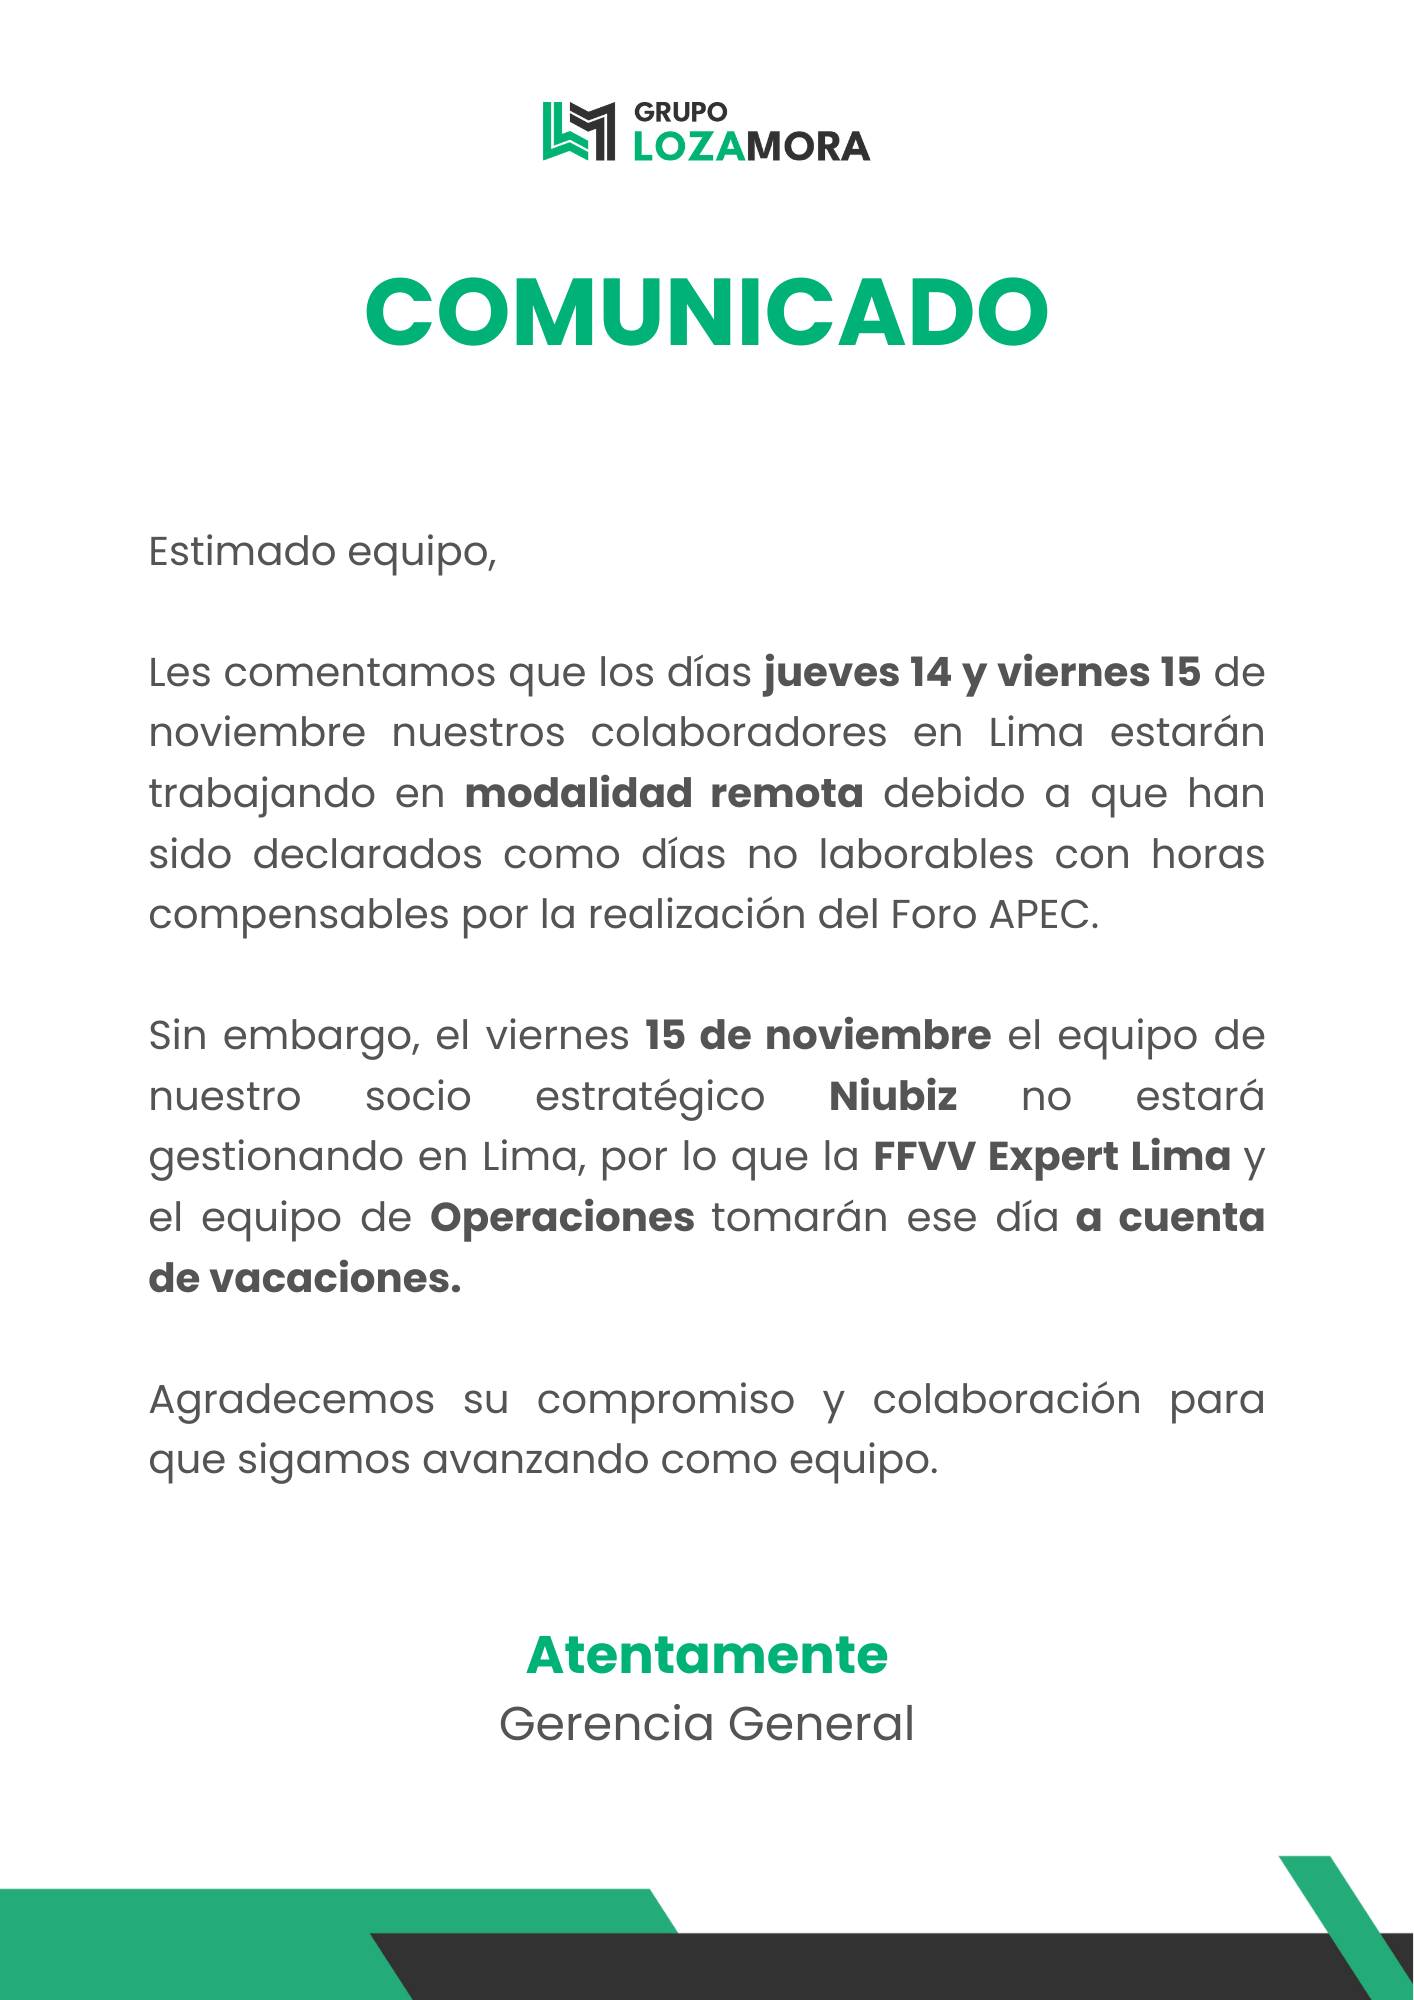 GRUPO
LOZAMORA
COMUNICADO
Estimado equipo,
Les comentamos que los días jueves 14 y viernes 15 de
noviembre nuestros colaboradores en Lima estarán
trabajando en modalidad remota debido a que han
sido declarados como días no laborables con horas
compensables por la realización del Foro APEC.
Sin embargo, el viernes 15 de noviembre el equipo de
nuestro socio estratégico Niubiz no estará
gestionando en Lima, por lo que la FFVV Expert Lima y
el equipo de Operaciones tomarán ese día a cuenta
de vacaciones.
Agradecemos su compromiso y colaboración para
que sigamos avanzando como equipo.
Atentamente
Gerencia General